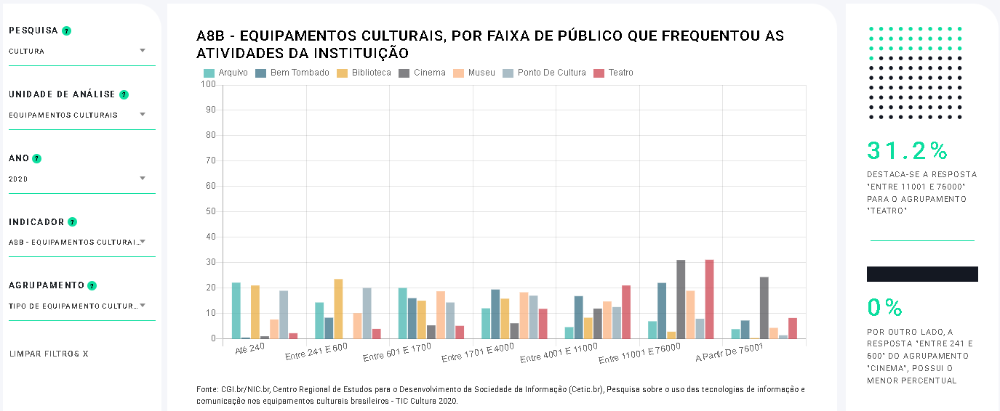 PESQUISA ?
CULTURA
UNIDADE DE ANÁLISE ?
EQUIPAMENTOS CULTURAIS
ANO ?
2020
INDICADOR ?
A8B - EQUIPAMENTOS CULTURAI...
AGRUPAMENTO ?
TIPO DE EQUIPAMENTO CULTUR...
LIMPAR FILTROS X
A8B - EQUIPAMENTOS CULTURAIS, POR FAIXA DE PÚBLICO QUE FREQUENTOU AS
ATIVIDADES DA INSTITUIÇÃO
Arquivo Bem Tombado Biblioteca Cinema Museu Ponto De Cultura Teatro
100
90
80
70
60
50
40
30
20
10
0
Até 240 Entre 241 E 600 Entre 601 E 1700 Entre 1701 E 4000 Entre 4001 E 11000 Entre 11001 E 76000 A Partir De 76001
Fonte: CGI.br/NIC.br, Centro Regional de Estudos para o Desenvolvimento da Sociedade da Informação (Cetic.br), Pesquisa sobre o uso das tecnologias de informação e
comunicação nos equipamentos culturais brasileiros - TIC Cultura 2020.
31.2%
DESTACA-SE A RESPOSTA
"ENTRE 11001 E 76000"
PARA O AGRUPAMENTO
"TEATRO"
0%
POR OUTRO LADO, A
RESPOSTA "ENTRE 241 E
600" DO AGRUPAMENTO
"CINEMA", POSSUI O
MENOR PERCENTUAL